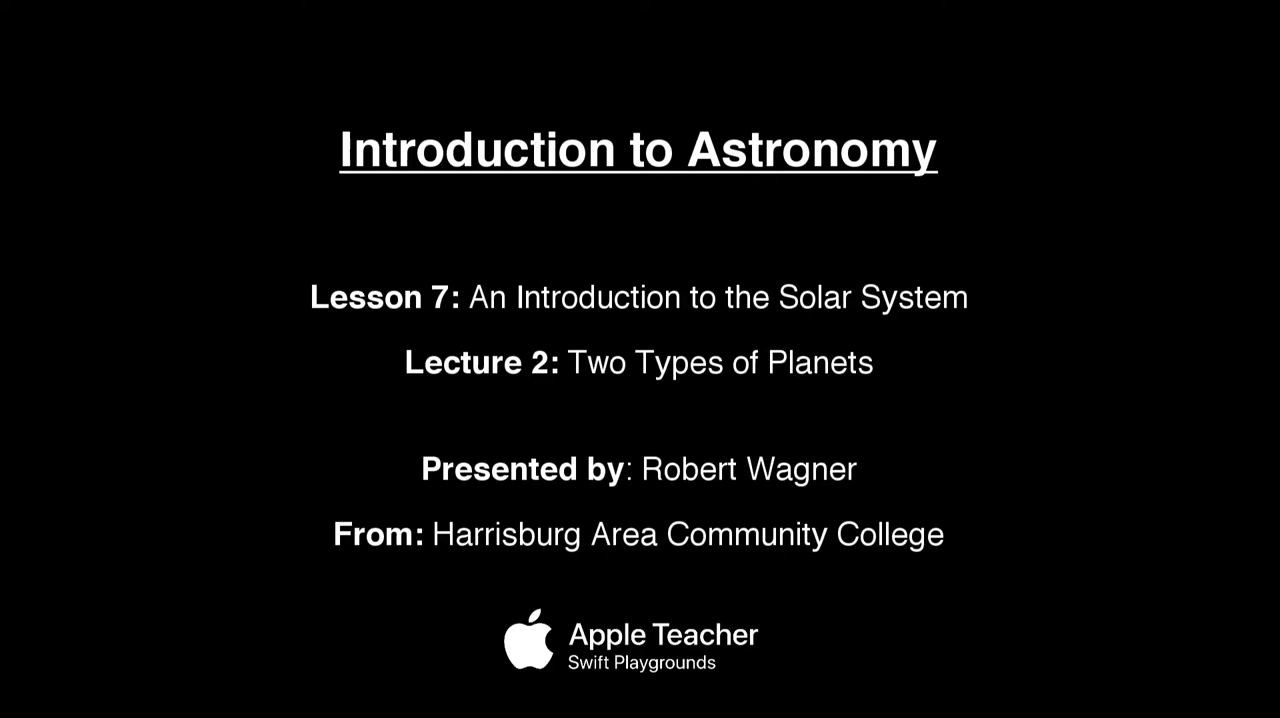 Introduction to Astronomy
Lesson 7: An Introduction to the Solar System
Lecture 2: Two Types of Planets
Presented by: Robert Wagner
From: Harrisburg Area Community College
Apple Teacher
Swift Playgrounds